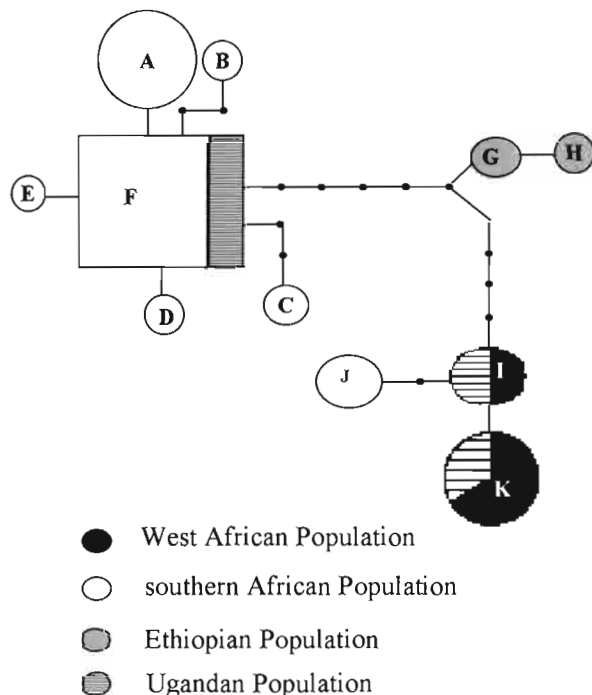 A
B
E
F
G
H
D
C
J
I
K
West African Population
southern African Population
Ethiopian Population
Ugandan Population